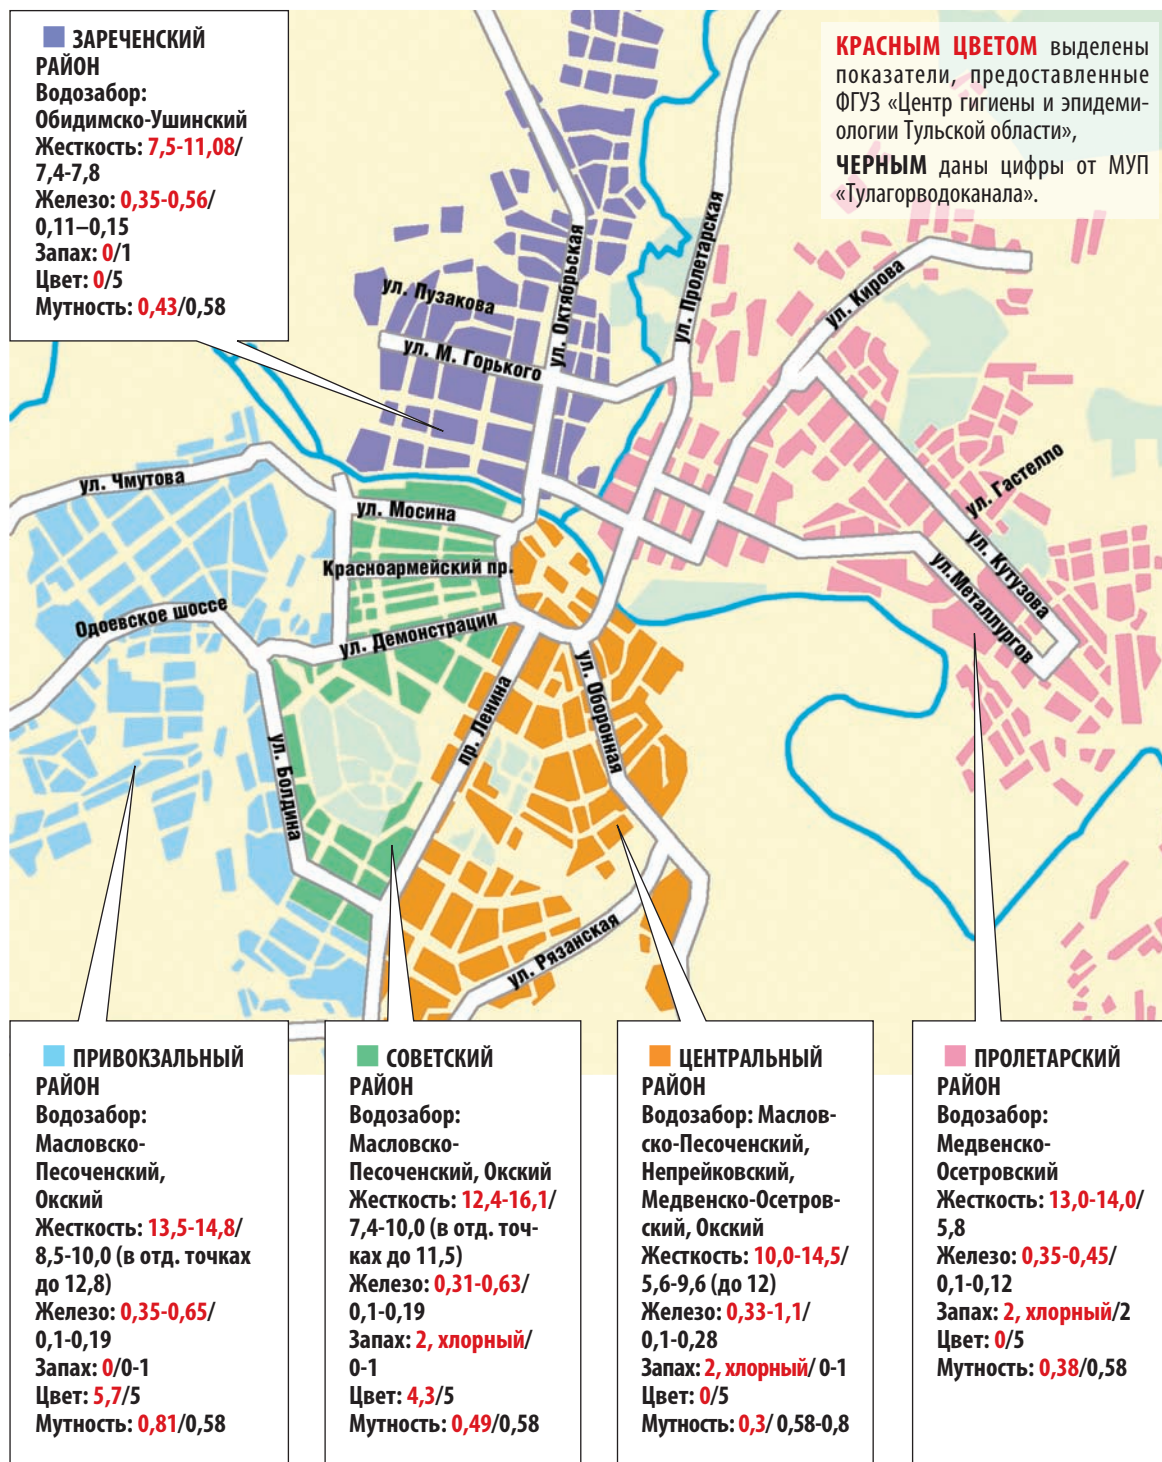 ЗАРЕЧЕНСКИЙ
РАЙОН
Водозабор:
Обидимско-Ушинский
Жесткость: 7,5-11,08/
7,4-7,8
Железо: 0,35-0,56/
0,11–0,15
Запах: 0/1
Цвет: 0/5
Мутность: 0,43/0,58
КРАСНЫМ ЦВЕТОМ выделены
показатели, предоставленные
ФГУЗ «Центр гигиены и эпидеми-
ологии Тульской области»,
ЧЕРНЫМ даны цифры от МУП
«Тулагорводоканала».
ул. Октябрьская
ул. Пролетарская
ул. Кирова
ул. Пузакова
ул. М. Горького
ул. Чмутова
ул. Мосина
ул. Гастелло
Красноармейский пр.
ул. Кутузова
ул.Металлургов
Одоевское шоссе
ул. Демонстрации
ул. Оборонная
пр. Ленина
ул. Болдина
ул. Рязанская
ПРИВОКЗАЛЬНЫЙ
РАЙОН
Водозабор:
Масловско-
Песоченский,
Окский
Жесткость: 13,5-14,8/
8,5-10,0 (в отд. точках
до 12,8)
Железо: 0,35-0,65/
0,1-0,19
Запах: 0/0-1
Цвет: 5,7/5
Мутность: 0,81/0,58
СОВЕТСКИЙ
РАЙОН
Водозабор:
Масловско-
Песоченский, Окский
Жесткость: 12,4-16,1/
7,4-10,0 (в отд. точ-
ках до 11,5)
Железо: 0,31-0,63/
0,1-0,19
Запах: 2, хлорный/
0-1
Цвет: 4,3/5
Мутность: 0,49/0,58
ЦЕНТРАЛЬНЫЙ
РАЙОН
Водозабор: Маслов-
ско-Песоченский,
Непрейковский,
Медвенско-Осетров-
ский, Окский
Жесткость: 10,0-14,5/
5,6-9,6 (до 12)
Железо: 0,33-1,1/
0,1-0,28
Запах: 2, хлорный/ 0-1
Цвет: 0/5
Мутность: 0,3/ 0,58-0,8
ПРОЛЕТАРСКИЙ
РАЙОН
Водозабор:
Медвенско-
Осетровский
Жесткость: 13,0-14,0/
5,8
Железо: 0,35-0,45/
0,1-0,12
Запах: 2, хлорный/2
Цвет: 0/5
Мутность: 0,38/0,58